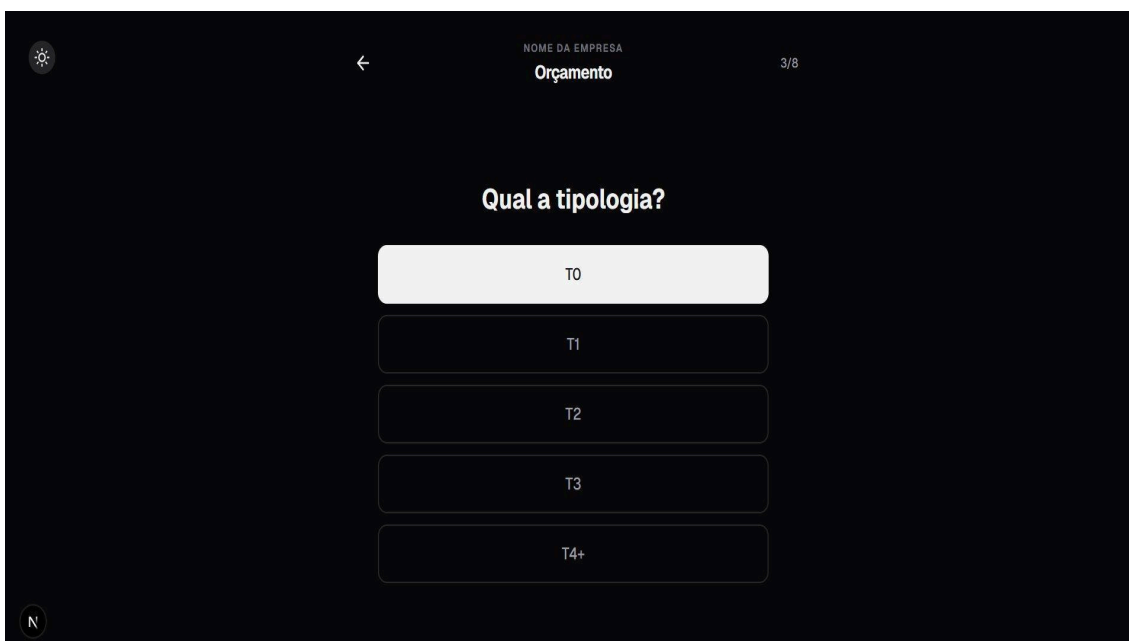 NOME DA EMPRESA
Orçamento
3/8
Qual a tipologia?
T0
T1
T2
T3
T4+
N